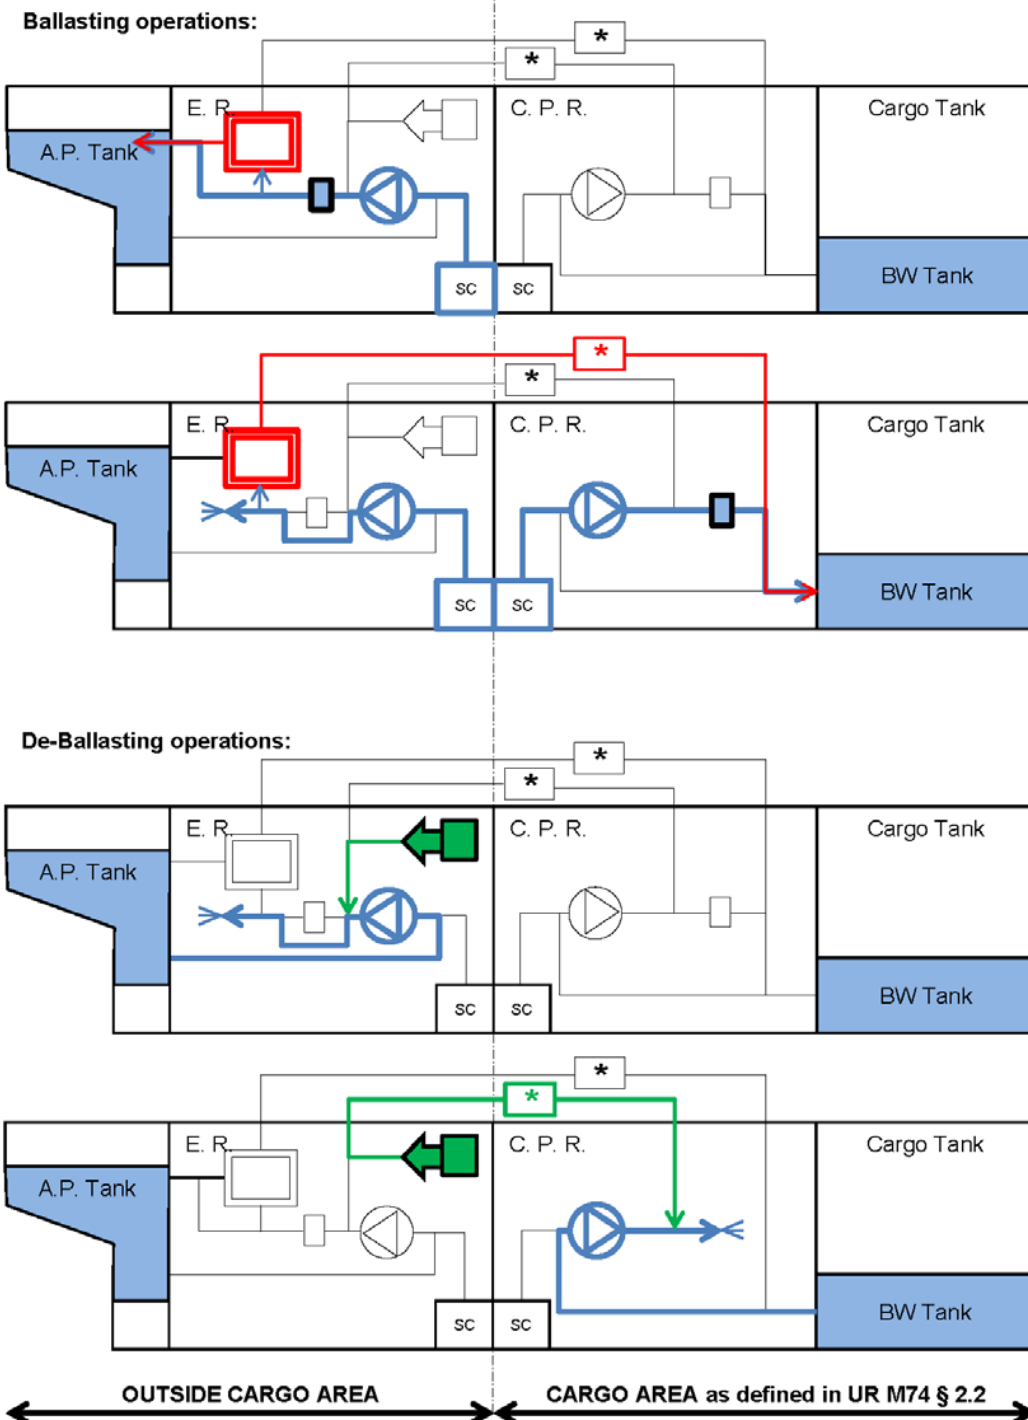 Ballasting operations:
*
*
E. R.
C. P. R.
Cargo Tank
A.P. Tank
BW Tank
SC
SC
*
*
E. R.
C. P. R.
Cargo Tank
A.P. Tank
BW Tank
SC
SC
De-Ballasting operations:
*
*
E. R.
C. P. R.
Cargo Tank
A.P. Tank
BW Tank
SC
SC
*
*
E. R.
C. P. R.
Cargo Tank
A.P. Tank
BW Tank
SC
SC
OUTSIDE CARGO AREA
CARGO AREA as defined in UR M74 § 2.2